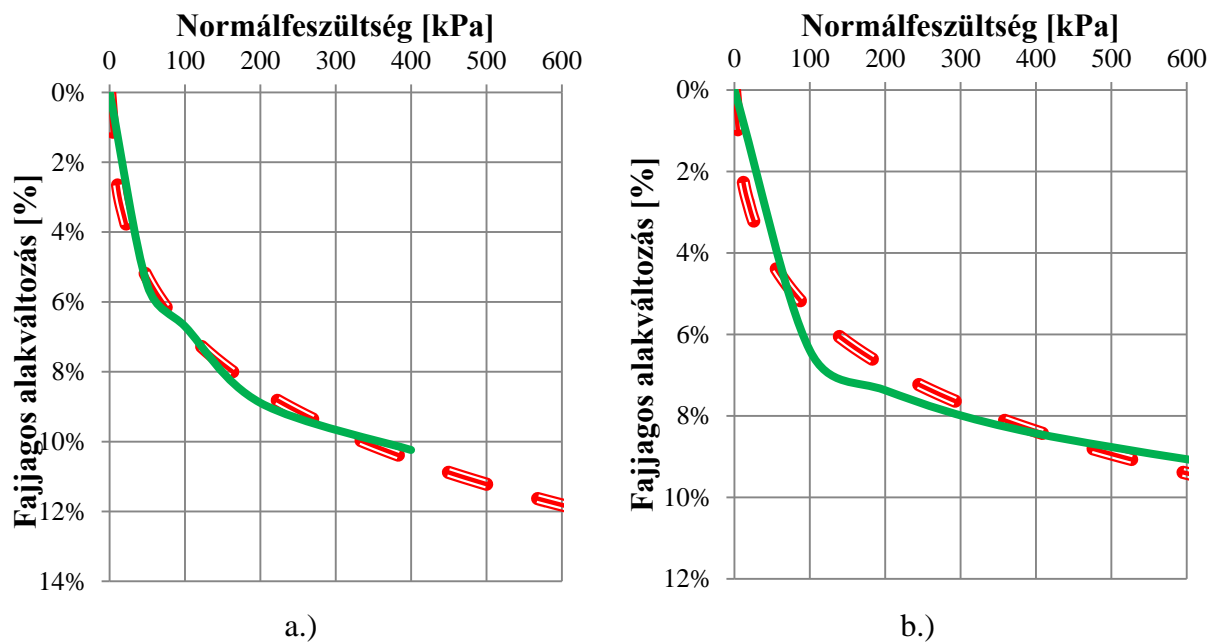 Normálfeszültség [kPa]
0 100 200 300 400 500 600
0%
2%
4%
6%
8%
10%
12%
14%
Fajjagos alakváltozás [%]
a.)
Normálfeszültség [kPa]
0 100 200 300 400 500 600
0%
2%
4%
6%
8%
10%
12%
Fajjagos alakváltozás [%]
b.)